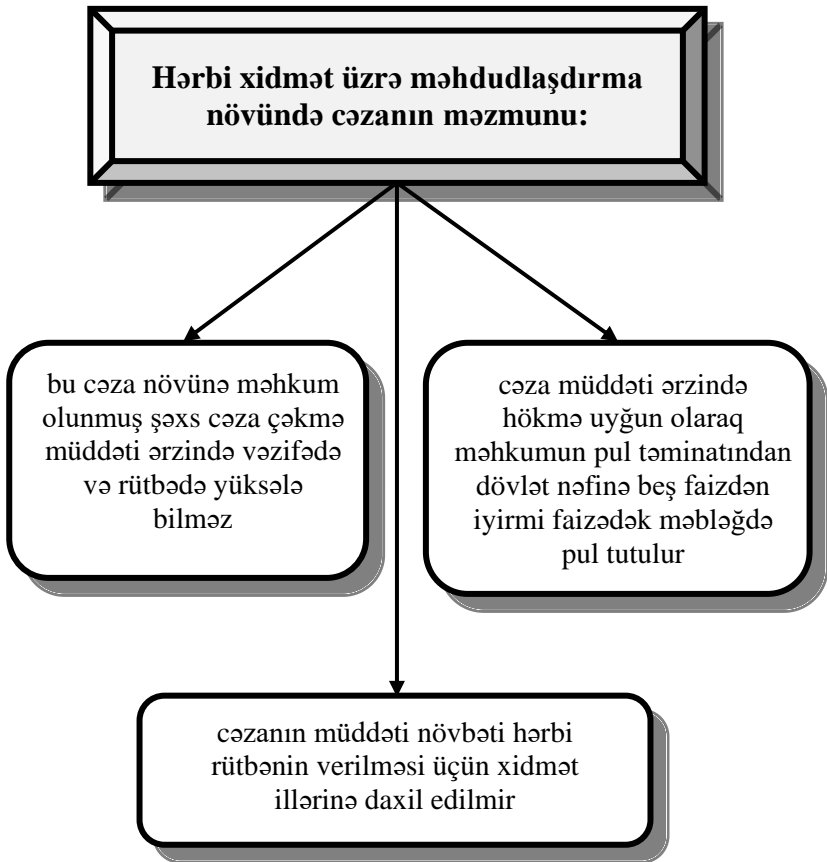 Hərbi xidmət üzrə məhdudlaşdırma
növündə cəzanın məzmunu:
bu cəza növünə məhkum
olunmuş şəxs cəza çəkmə
müddəti ərzində vəzifədə
və rütbədə yüksələ
bilməz
cəza müddəti ərzində
hökmə uyğun olaraq
məhkumun pul təminatından
dövlət nəfinə beş faizdən
iyirmi faizədək məbləğdə
pul tutulur
cəzanın müddəti növbəti hərbi
rütbənin verilməsi üçün xidmət
illərinə daxil edilmir